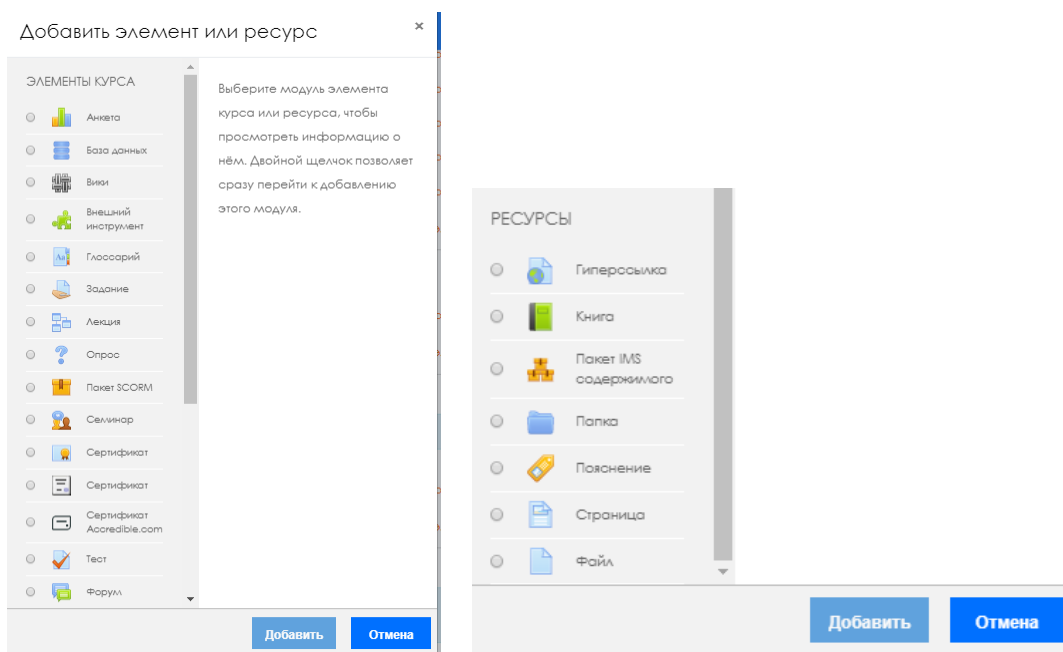 Добавить элемент или ресурс
×
ЭЛЕМЕНТЫ КУРСА
Анкета
База данных
Вики
Внешний
инструмент
Глоссарий
Задание
Лекция
Опрос
Пакет SCORM
Семинар
Сертификат
Сертификат
Сертификат
Accredible.com
Тест
Форум
Выберите модуль элемента
курса или ресурса, чтобы
просмотреть информацию о
нём. Двойной щелчок позволяет
сразу перейти к добавлению
этого модуля.
Добавить
Отмена
РЕСУРСЫ
Гиперссылка
Книга
Пакет IMS
содержимого
Папка
Пояснение
Страница
Файл
Добавить
Отмена